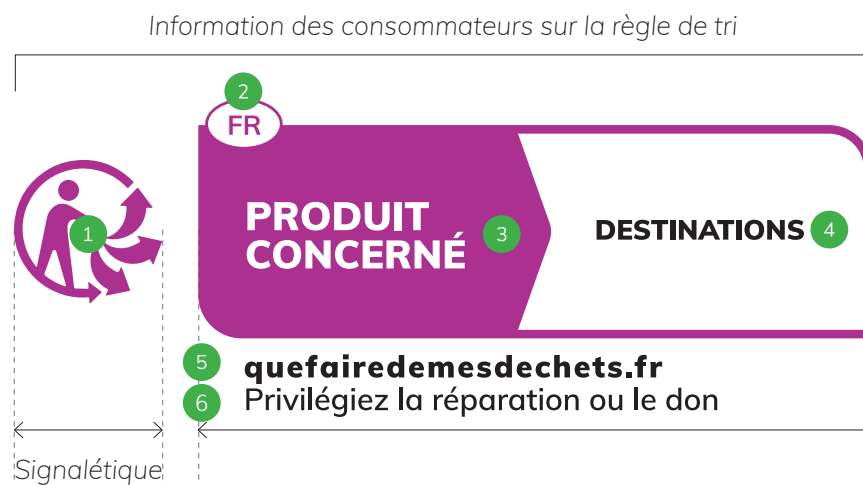 Information des consommateurs sur la règle de tri
2
FR
1
PRODUIT
CONCERNÉ
3
DESTINATIONS
4
5
quefairedemesdechets.fr
6
Privilégiez la réparation ou le don
Signalétique